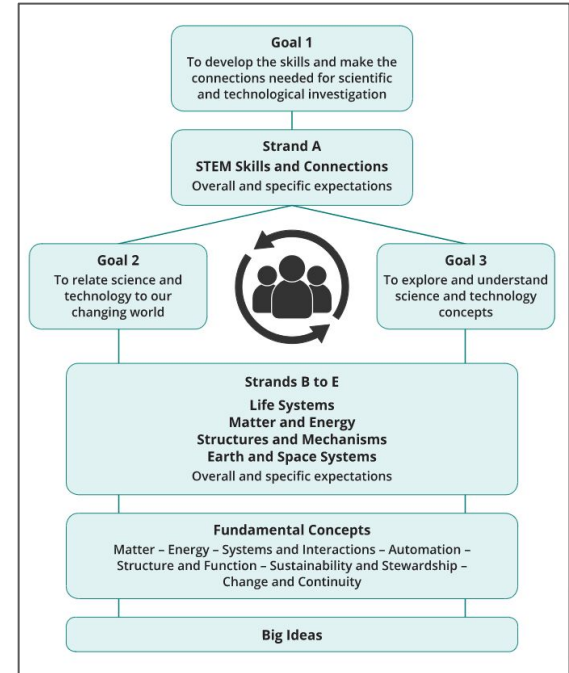 Goal 1
To develop the skills and make the
connections needed for scientific
and technological investigation
Strand A
STEM Skills and Connections
Overall and specific expectations
Goal 2
To relate science and
technology to our
changing world
Goal 3
To explore and understand
science and technology
concepts
Strands B to E
Life Systems
Matter and Energy
Structures and Mechanisms
Earth and Space Systems
Overall and specific expectations
Fundamental Concepts
Matter – Energy – Systems and Interactions – Automation –
Structure and Function – Sustainability and Stewardship –
Change and Continuity
Big Ideas